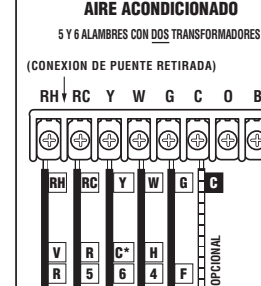 AIRE ACONDICIONADO
5 Y 6 ALAMBRES CON DOS TRANSFORMADORES
(CONEXION DE PUENTE RETIRADA)
RH RC Y W G C O B
RH RC Y W G C
V R C* H
R 5 6 4 F
OPCIONAL